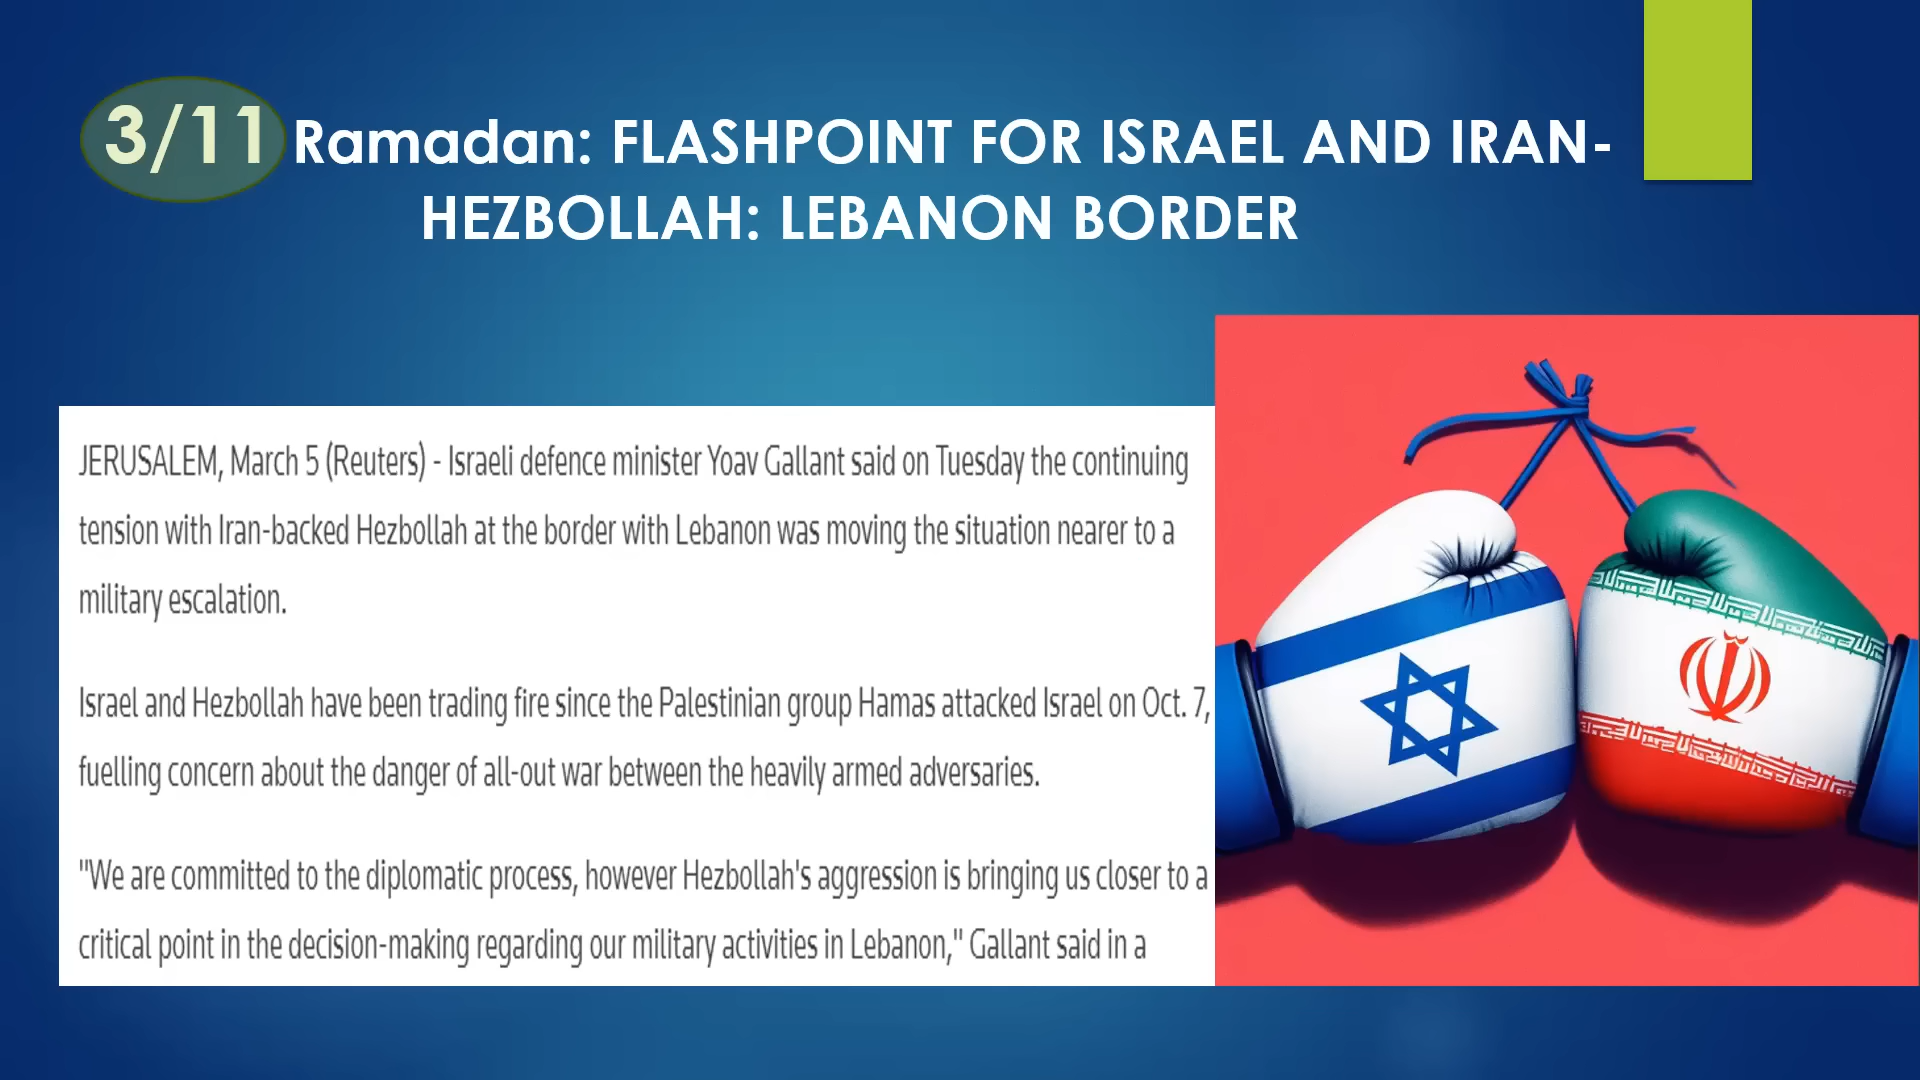 3/11 Ramadan: FLASHPOINT FOR ISRAEL AND IRAN-
HEZBOLLAH: LEBANON BORDER
JERUSALEM, March 5 (Reuters) - Israeli defence minister Yoav Gallant said on Tuesday the continuing
tension with Iran-backed Hezbollah at the border with Lebanon was moving the situation nearer to a
military escalation.
Israel and Hezbollah have been trading fire since the Palestinian group Hamas attacked Israel on Oct. 7,
fuelling concern about the danger of all-out war between the heavily armed adversaries.
"We are committed to the diplomatic process, however Hezbollah's aggression is bringing us closer to a
critical point in the decision-making regarding our military activities in Lebanon," Gallant said in a